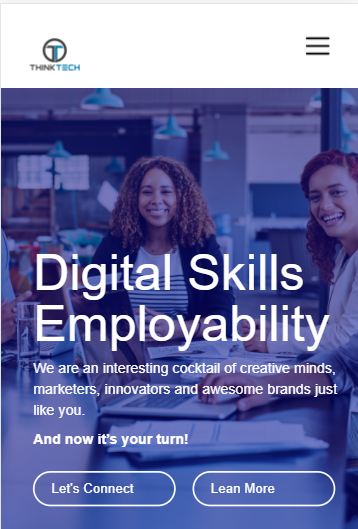 THINKTECH
Digital Skills
Employability
We are an interesting cocktail of creative minds,
marketers, innovators and awesome brands just
like you.
And now it’s your turn!
Let's Connect
Lean More